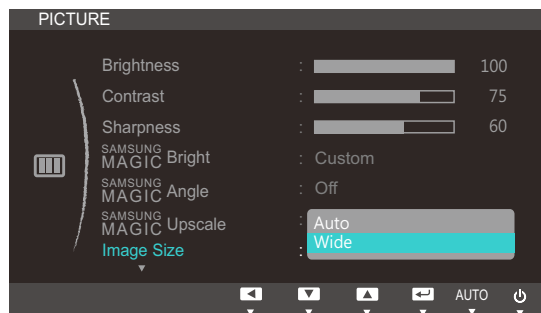 PICTURE
Brightness : 100
Contrast : 75
Sharpness : 60
SAMSUNG MAGIC Bright : Custom
SAMSUNG MAGIC Angle : Off
SAMSUNG MAGIC Upscale : Auto
Image Size : Wide
AUTO